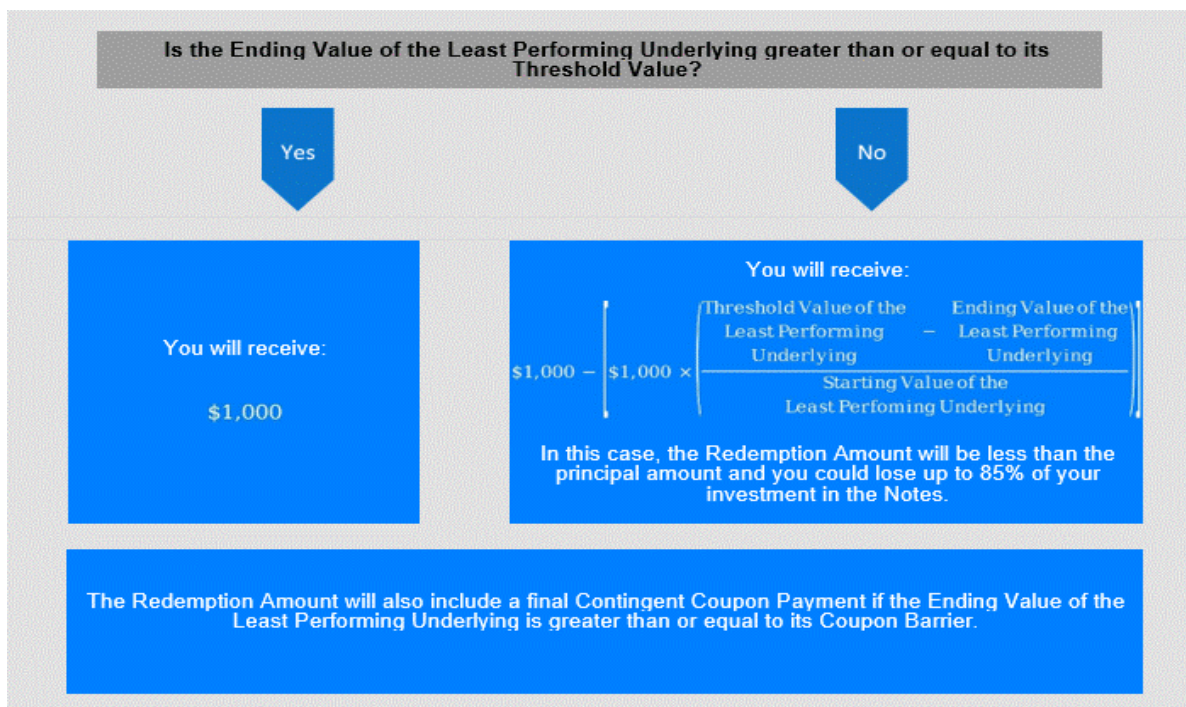 Is the Ending Value of the Least Performing Underlying greater than or equal to its
Threshold Value?
Yes
No
You will receive:
$1,000
You will receive:
Threshold Value of the Ending Value of the
Least Performing − Least Performing
Underlying Underlying
$1,000 − [$1,000 × ( )]
Starting Value of the
Least Perfoming Underlying
In this case, the Redemption Amount will be less than the
principal amount and you could lose up to 85% of your
investment in the Notes.
The Redemption Amount will also include a final Contingent Coupon Payment if the Ending Value of the
Least Performing Underlying is greater than or equal to its Coupon Barrier.